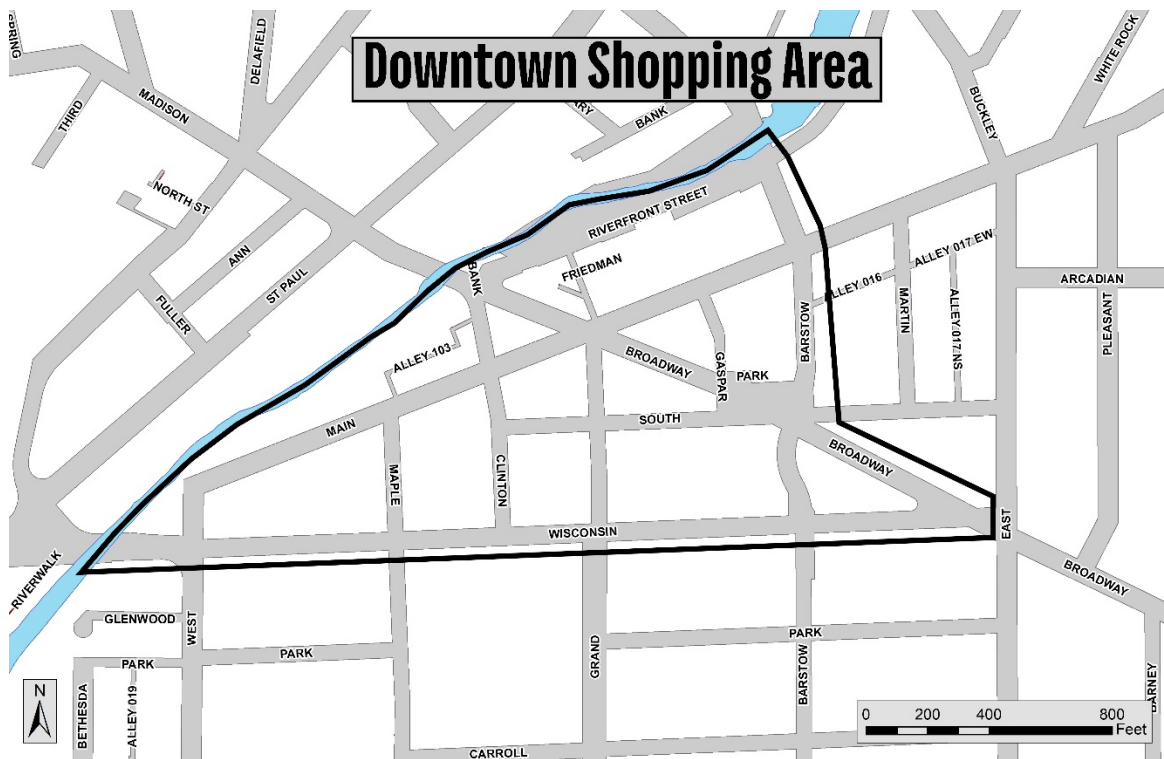 SPRING
DELAFIELD
Downtown Shopping Area
WHITE ROCK
THIRD
MADISON
BANK
BUCKLEY
NORTH ST
RIVERFRONT STREET
ANN
FRIEDMAN
ALLEY 017 EW
BANK
ST PAUL
ALLEY 016
ARCADIAN
FULLER
MARTIN
ALLEY 017 NS
PLEASANT
BARSTOW
ALLEY 103
BROADWAY
GASPAR
PARK
MAIN
SOUTH
MAPLE
CLINTON
BROADWAY
WISCONSIN
EAST
RIVERWALK
BROADWAY
GLENWOOD
WEST
PARK
PARK
PARK
GRAND
BARSTOW
BETHESDA
ALLEY 019
BARNEY
N
0 200 400 800
Feet
CARROLL